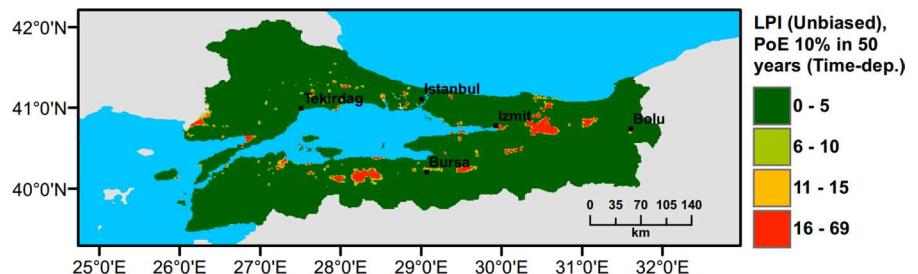 42°0'N
41°0'N
40°0'N
Istanbul
Tekirdag
Izmit
Bolu
Bursa
0 35 70 105 140
km
25°0'E 26°0'E 27°0'E 28°0'E 29°0'E 30°0'E 31°0'E 32°0'E
LPI (Unbiased),
PoE 10% in 50
years (Time-dep.)
0 - 5
6 - 10
11 - 15
16 - 69